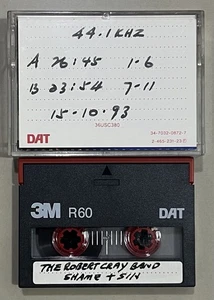 44.1KHZ
A 26:45 1-6
B 23:54 7-11
15-10-93
36USC380
DAT
3M R60 DAT
THE ROBERT CRAY BAND
SHAME + SIN